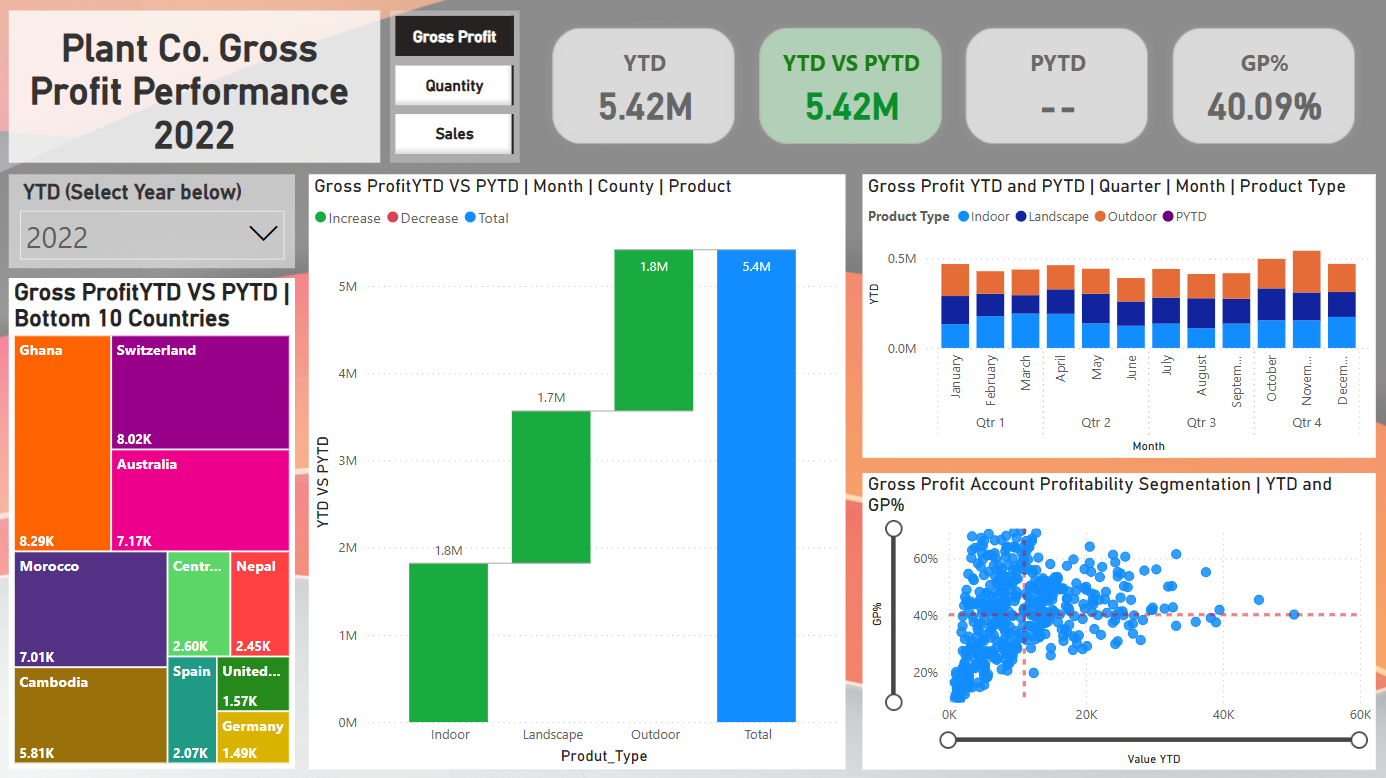 Plant Co. Gross
Profit Performance
2022
Gross Profit
Quantity
Sales
YTD
5.42M
YTD VS PYTD
5.42M
PYTD
--
GP%
40.09%
YTD (Select Year below)
2022
Gross ProfitYTD VS PYTD |
Bottom 10 Countries
Ghana
8.29K
Switzerland
8.02K
Australia
7.17K
Morocco
7.01K
Centr...
2.60K
Nepal
2.45K
Cambodia
5.81K
Spain
2.07K
United...
1.57K
Germany
1.49K
Gross ProfitYTD VS PYTD | Month | County | Product
Increase Decrease Total
YTD VS PYTD
5M
4M
3M
2M
1M
0M
1.8M
1.7M
1.8M
5.4M
Indoor Landscape Outdoor Total
Produt_Type
Gross Profit YTD and PYTD | Quarter | Month | Product Type
Product Type Indoor Landscape Outdoor PYTD
YTD
0.5M
0.0M
January
February
March
April
May
June
July
August
Septem...
October
Novem...
Decem...
Qtr 1 Qtr 2 Qtr 3 Qtr 4
Month
Gross Profit Account Profitability Segmentation | YTD and
GP%
GP%
60%
40%
20%
0K 20K 40K 60K
Value YTD